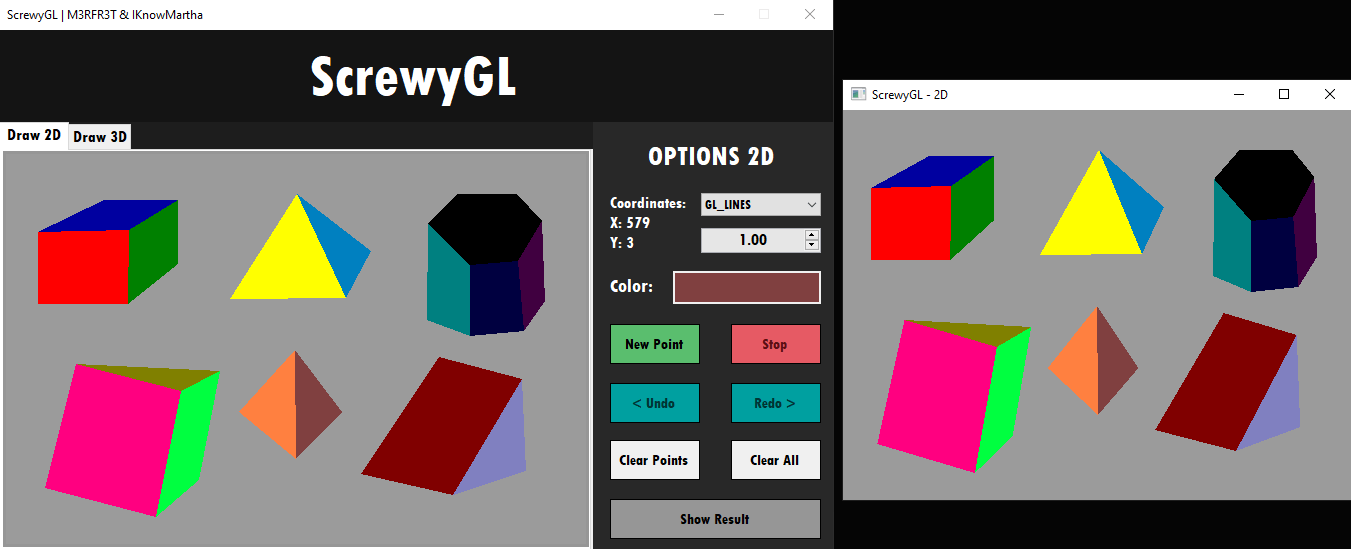 ScrewyGL | M3RFR3T & IKnowMartha
ScrewyGL
Draw 2D
Draw 3D
OPTIONS 2D
Coordinates:
X: 579
Y: 3
GL_LINES
1.00
Color:
New Point
Stop
< Undo
Redo >
Clear Points
Clear All
Show Result
ScrewyGL - 2D